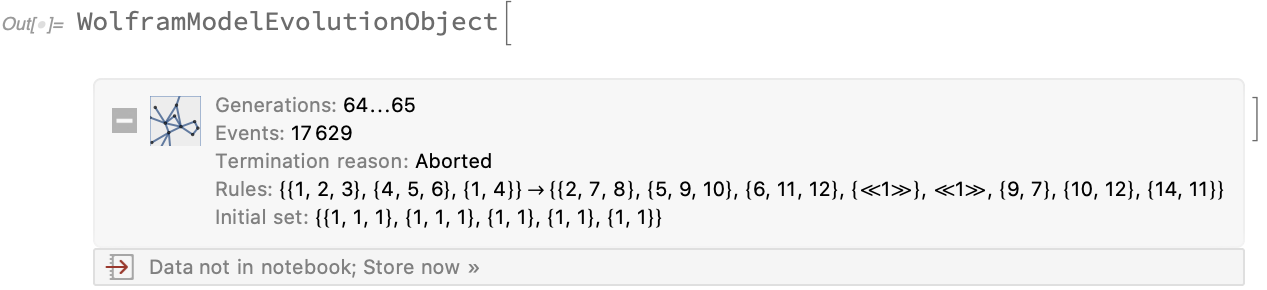 Out[•]= WolframModelEvolutionObject[
Generations: 64…65
Events: 17 629
Termination reason: Aborted
Rules: {{1, 2, 3}, {4, 5, 6}, {1, 4}} → {{2, 7, 8}, {5, 9, 10}, {6, 11, 12}, {≪1≫}, ≪1≫, {9, 7}, {10, 12}, {14, 11}}
Initial set: {{1, 1, 1}, {1, 1, 1}, {1, 1}, {1, 1}, {1, 1}}
]
Data not in notebook; Store now »